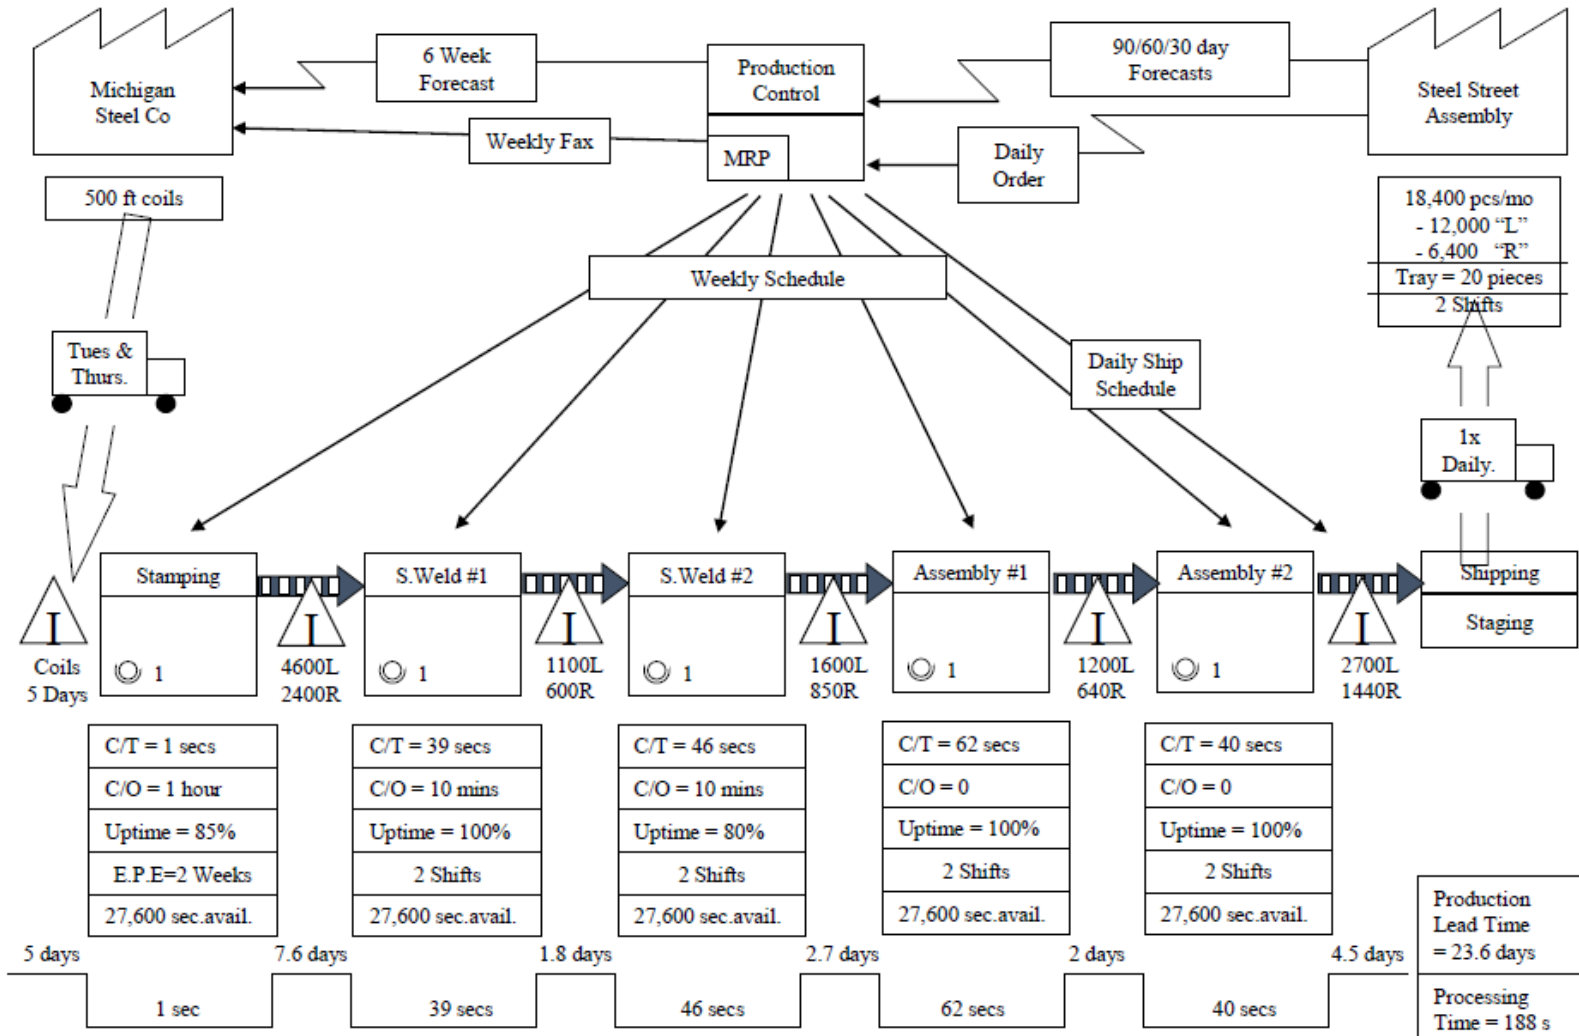 Michigan
Steel Co
6 Week
Forecast
Production
Control
90/60/30 day
Forecasts
Steel Street
Assembly
Weekly Fax
MRP
Daily
Order
500 ft coils
18,400 pcs/mo
- 12,000 “L”
- 6,400 “R”
Tray = 20 pieces
2 Shifts
Weekly Schedule
Tues &
Thurs.
Daily Ship
Schedule
1x
Daily.
Stamping
S.Weld #1
S.Weld #2
Assembly #1
Assembly #2
Shipping
Staging
I
I
I
I
I
I
Coils
5 Days
1
4600L
2400R
1
1100L
600R
1
1600L
850R
1
1200L
640R
1
2700L
1440R
C/T = 1 secs
C/O = 1 hour
Uptime = 85%
E.P.E=2 Weeks
27,600 sec.avail.
C/T = 39 secs
C/O = 10 mins
Uptime = 100%
2 Shifts
27,600 sec.avail.
C/T = 46 secs
C/O = 10 mins
Uptime = 80%
2 Shifts
27,600 sec.avail.
C/T = 62 secs
C/O = 0
Uptime = 100%
2 Shifts
27,600 sec.avail.
C/T = 40 secs
C/O = 0
Uptime = 100%
2 Shifts
27,600 sec.avail.
5 days
7.6 days
1.8 days
2.7 days
2 days
4.5 days
1 sec
39 secs
46 secs
62 secs
40 secs
Production
Lead Time
= 23.6 days
Processing
Time = 188 s